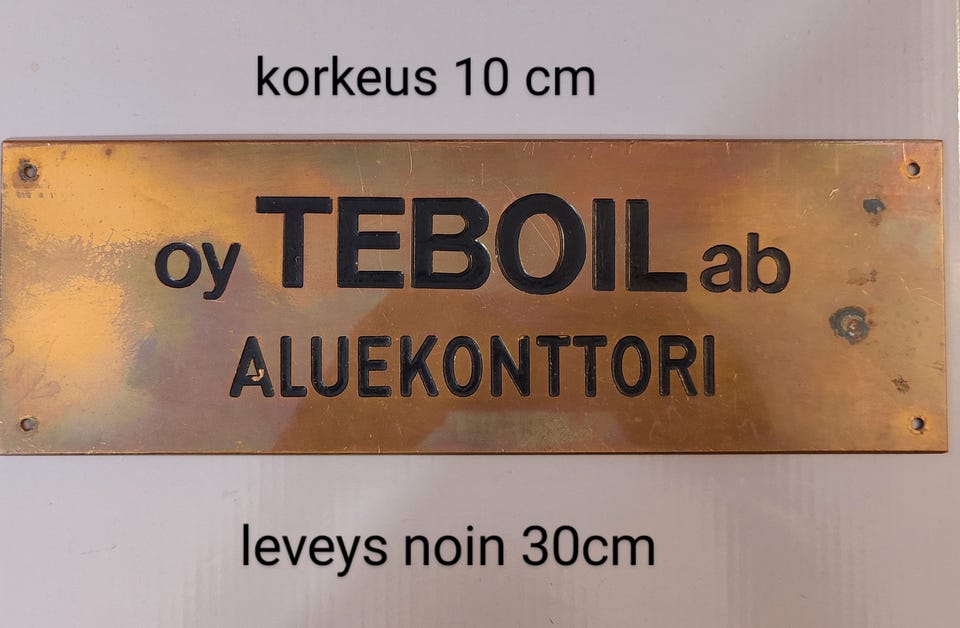 korkeus 10 cm
oy TEBOIL ab
ALUEKONTTORI
leveys noin 30cm